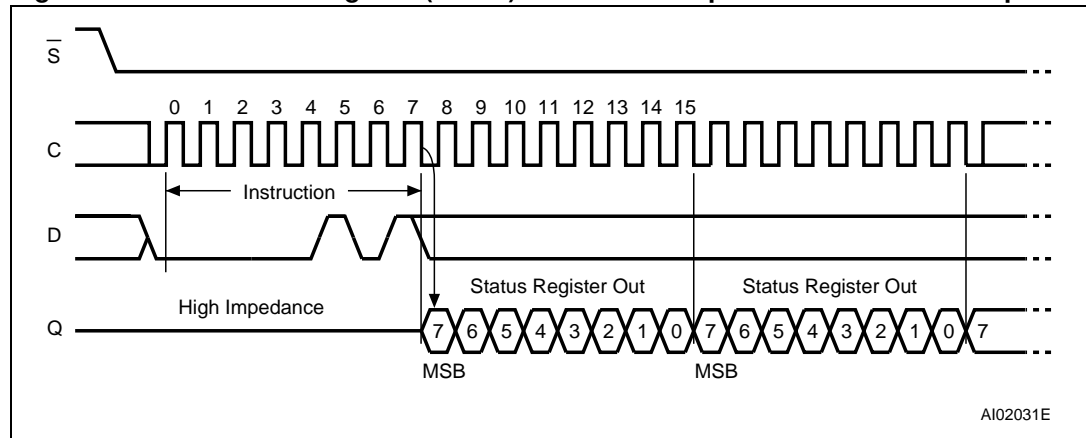 S
0 1 2 3 4 5 6 7 8 9 10 11 12 13 14 15
C
Instruction
D
Status Register Out Status Register Out
High Impedance
Q 7 6 5 4 3 2 1 0 7 6 5 4 3 2 1 0 7
MSB MSB
AI02031E